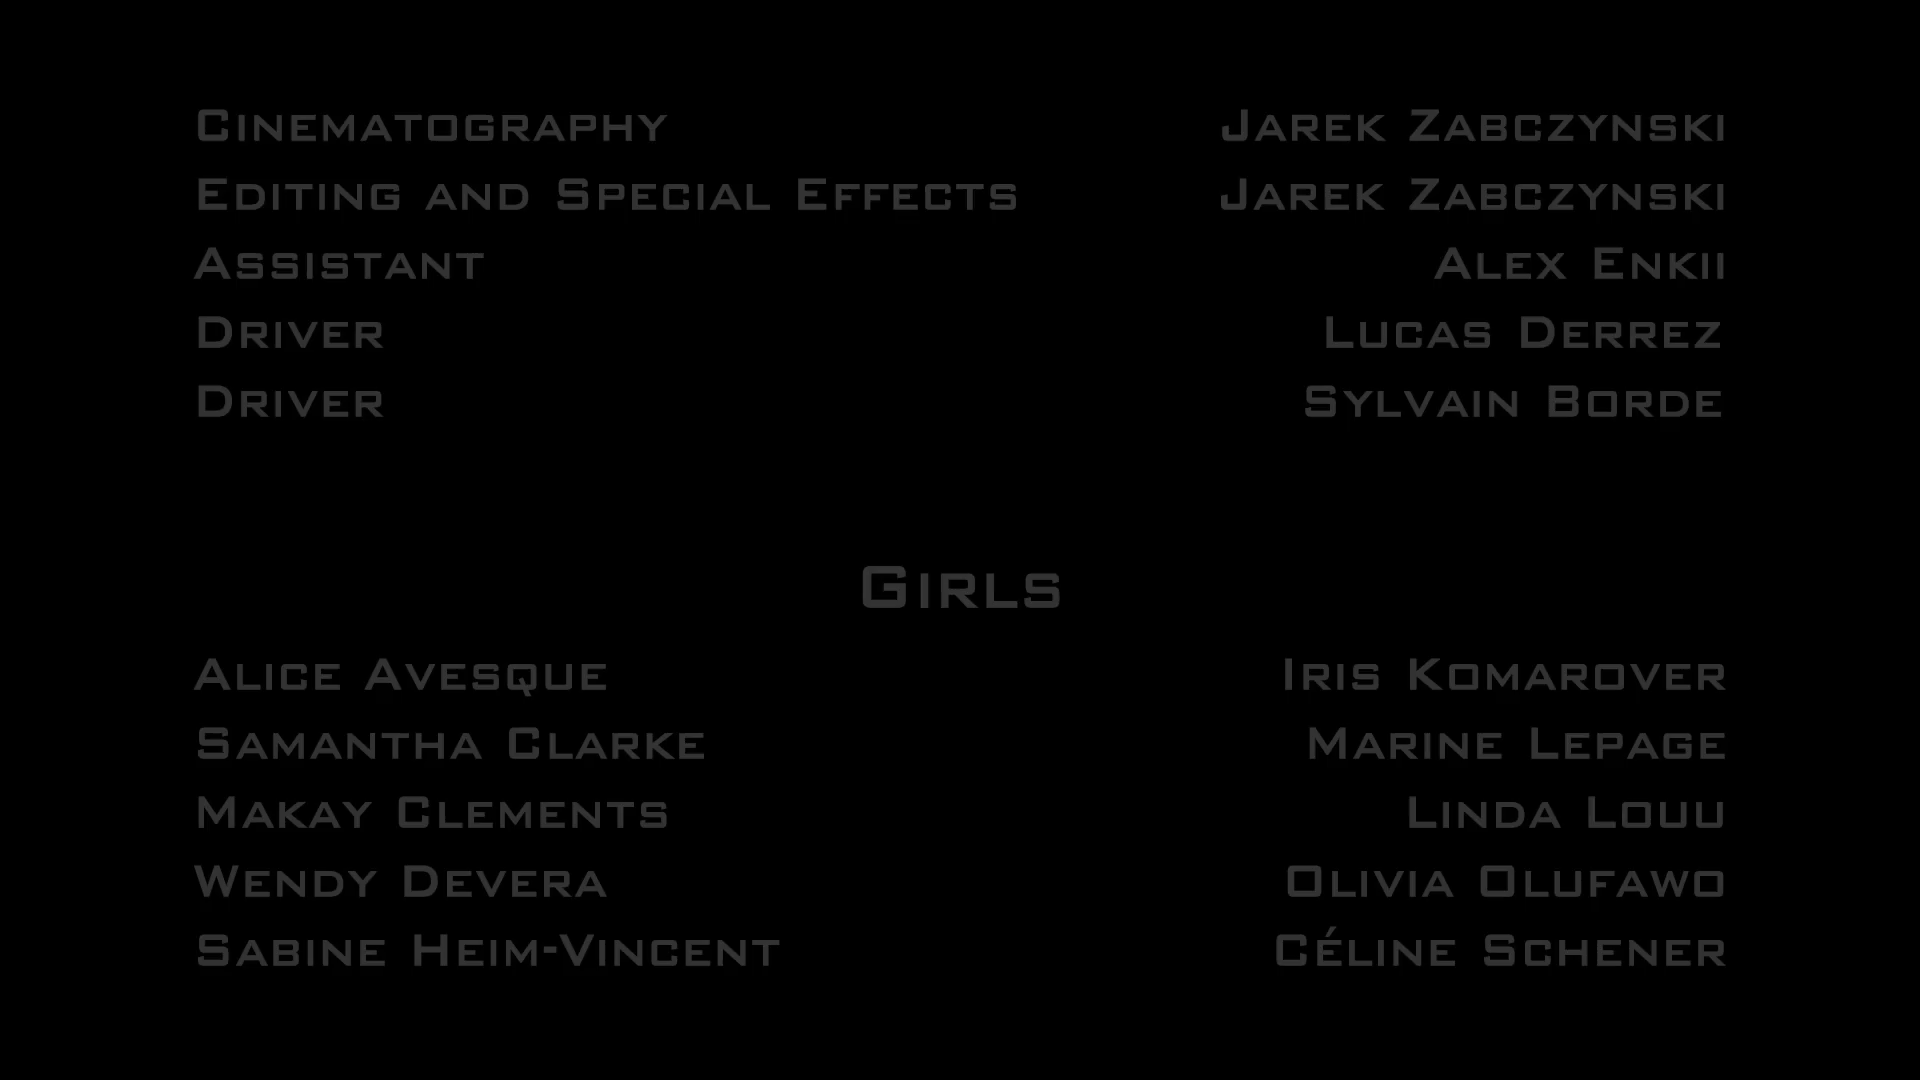 Cinematography Jarek Zabczynski
Editing and Special Effects Jarek Zabczynski
Assistant Alex Enkii
Driver Lucas Derrez
Driver Sylvain Borde
Girls
Alice Avesque Iris Komarover
Samantha Clarke Marine Lepage
Makay Clements Linda Louu
Wendy Devera Olivia Olufawo
Sabine Heim-Vincent Céline Schener